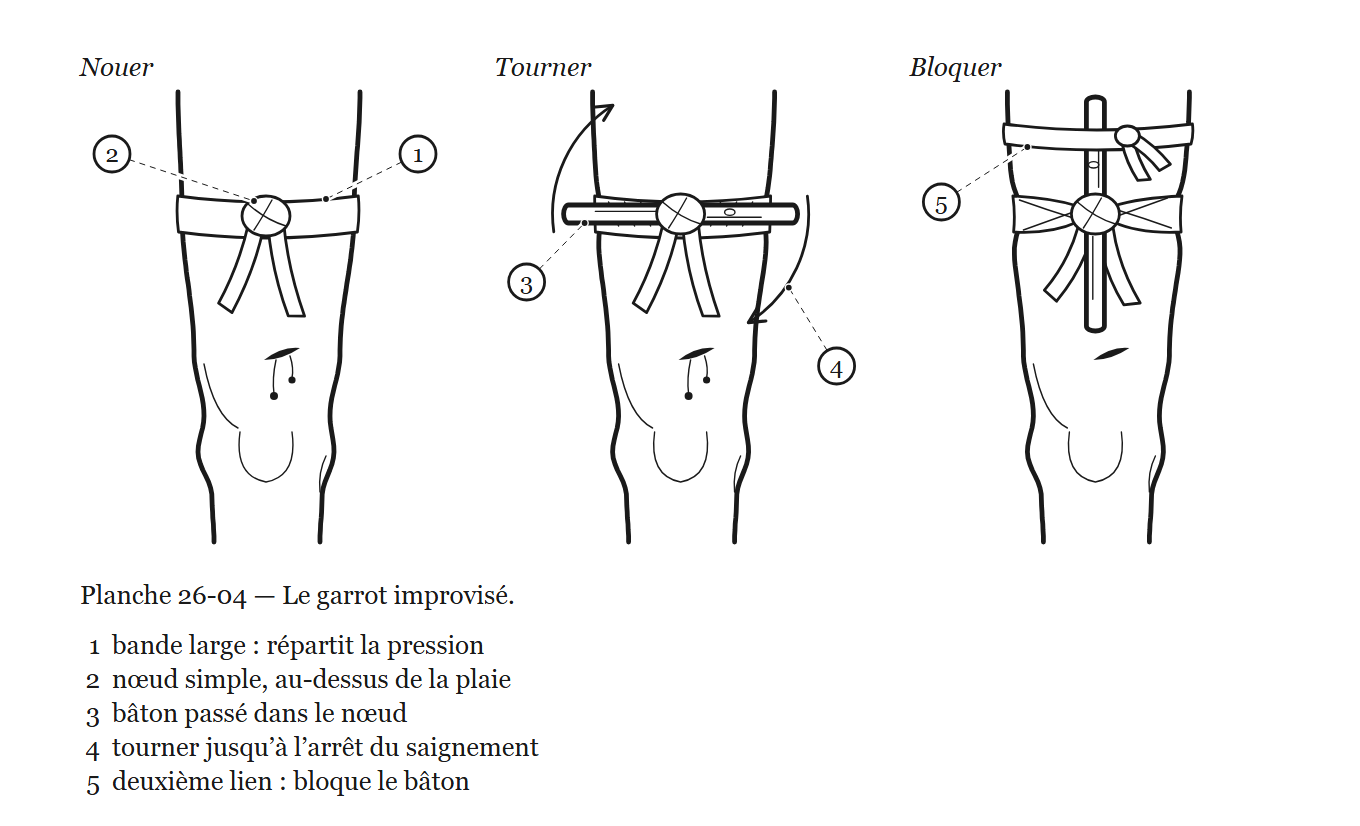 Nouer
Tourner
Bloquer
2
1
3
4
5
Planche 26-04 — Le garrot improvisé.
1 bande large : répartit la pression
2 nœud simple, au-dessus de la plaie
3 bâton passé dans le nœud
4 tourner jusqu’à l’arrêt du saignement
5 deuxième lien : bloque le bâton